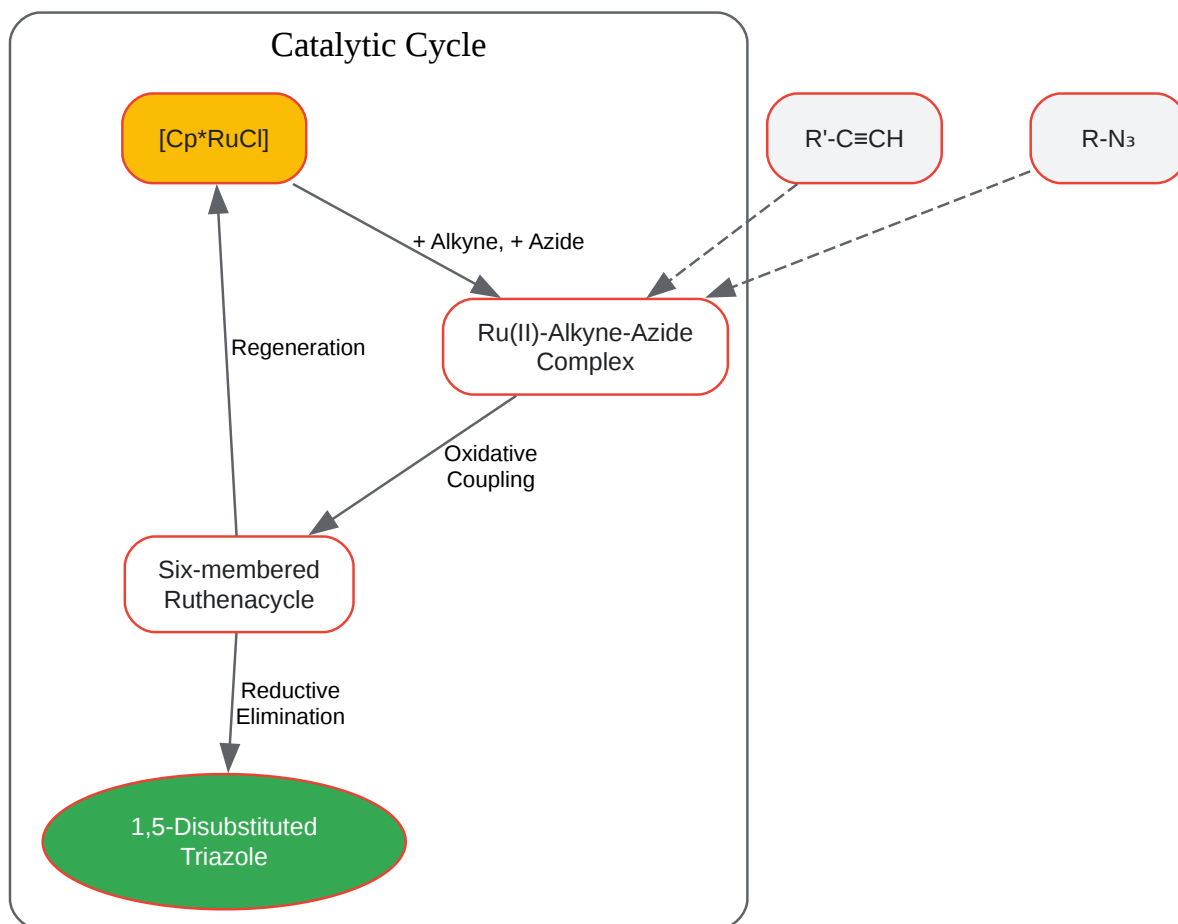 Catalytic Cycle
[Cp*RuCl]
R'-C≡CH
R-N₃
+ Alkyne, + Azide
Ru(II)-Alkyne-Azide
Complex
Regeneration
Oxidative
Coupling
Six-membered
Ruthenacycle
Reductive
Elimination
1,5-Disubstituted
Triazole